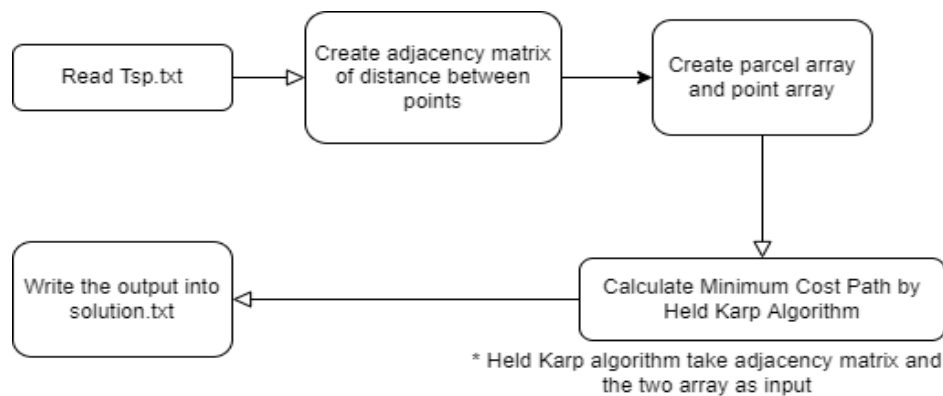 Read Tsp.txt
Create adjacency matrix
of distance between
points
Create parcel array
and point array
Calculate Minimum Cost Path by
Held Karp Algorithm
* Held Karp algorithm take adjacency matrix and
the two array as input
Write the output into
solution.txt